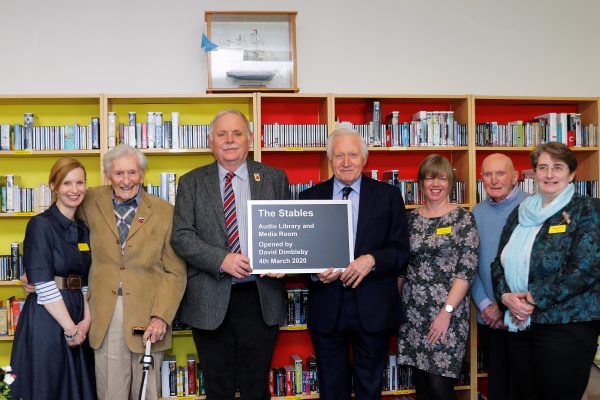 The Stables
Audio Library and
Media Room
Opened by
David Dimbleby
4th March 2020